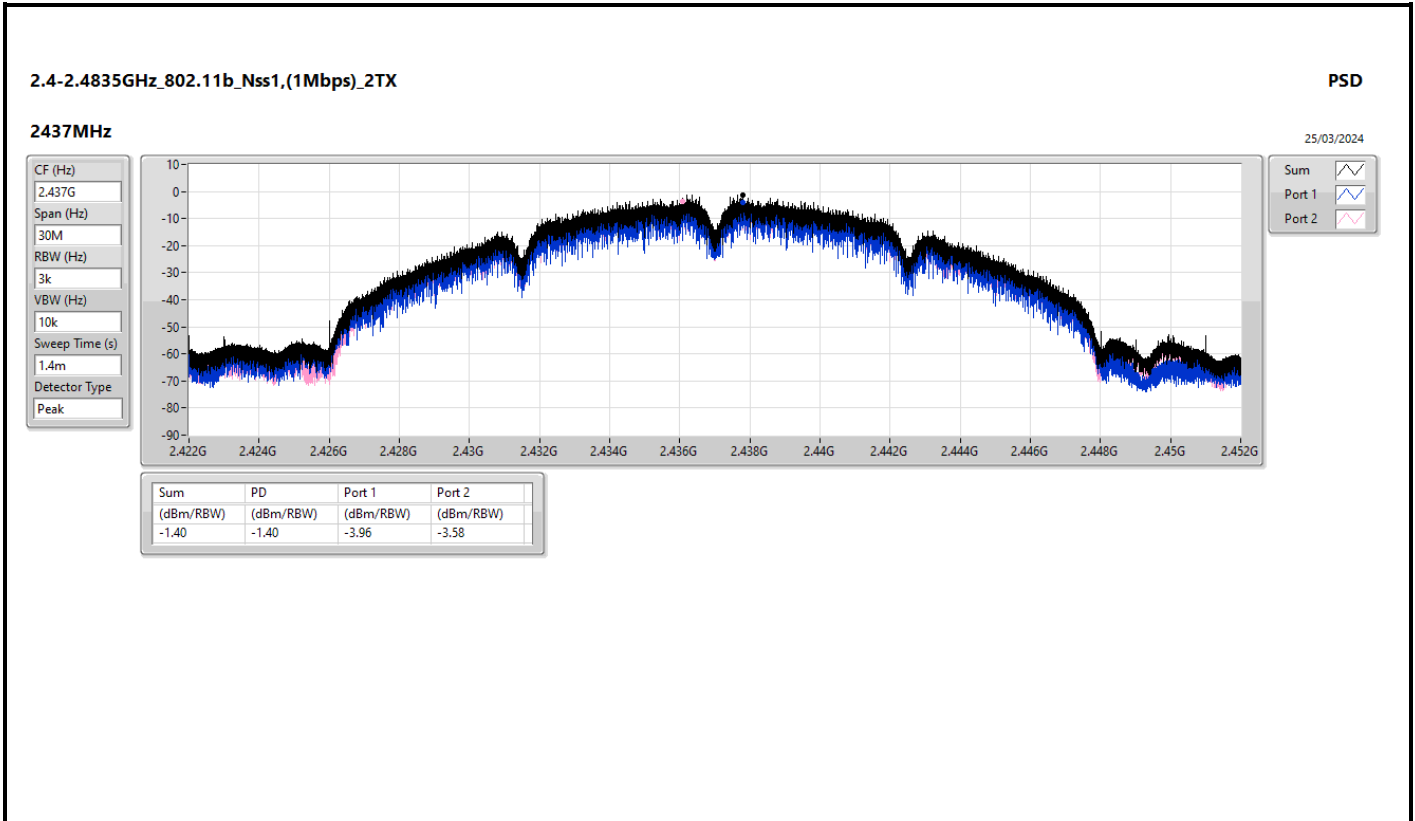 2.4-2.4835GHz_802.11b_Nss1,(1Mbps)_2TX
PSD
2437MHz
25/03/2024
CF (Hz)
2.437G
Span (Hz)
30M
RBW (Hz)
3k
VBW (Hz)
10k
Sweep Time (s)
1.4m
Detector Type
Peak
10
0
-10
-20
-30
-40
-50
-60
-70
-80
-90
2.422G 2.424G 2.426G 2.428G 2.43G 2.432G 2.434G 2.436G 2.438G 2.44G 2.442G 2.444G 2.446G 2.448G 2.45G 2.452G
Sum
Port 1
Port 2
Sum PD Port 1 Port 2
(dBm/RBW) (dBm/RBW) (dBm/RBW) (dBm/RBW)
-1.40 -1.40 -3.96 -3.58